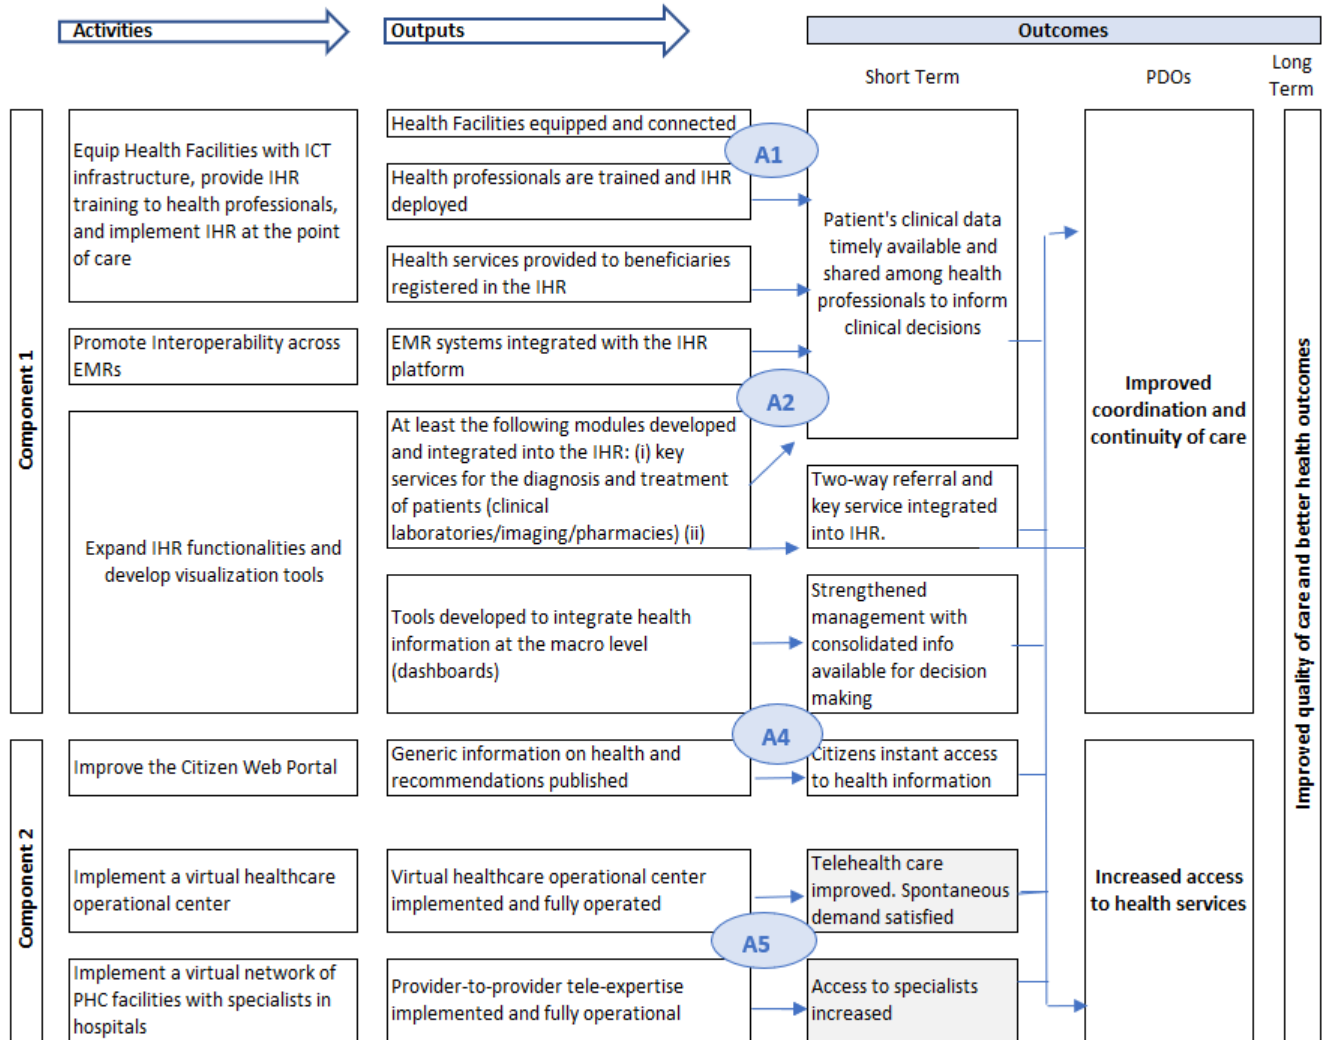 Activities
Outputs
Outcomes
Short Term
PDOs
Long
Term
Component 1
Equip Health Facilities with ICT
infrastructure, provide IHR
training to health professionals,
and implement IHR at the point
of care
Health Facilities equipped and connected
A1
Health professionals are trained and IHR
deployed
Health services provided to beneficiaries
registered in the IHR
Patient's clinical data
timely available and
shared among health
professionals to inform
clinical decisions
Promote Interoperability across
EMRs
EMR systems integrated with the IHR
platform
A2
Expand IHR functionalities and
develop visualization tools
At least the following modules developed
and integrated into the IHR: (i) key
services for the diagnosis and treatment
of patients (clinical
laboratories/imaging/pharmacies) (ii)
Two-way referral and
key service integrated
into IHR.
Tools developed to integrate health
information at the macro level
(dashboards)
Strengthened
management with
consolidated info
available for decision
making
Improved
coordination and
continuity of care
Improved quality of care and better health outcomes
Component 2
Improve the Citizen Web Portal
Generic information on health and
recommendations published
A4
Citizens instant access
to health information
Implement a virtual healthcare
operational center
Virtual healthcare operational center
implemented and fully operated
Telehealth care
improved. Spontaneous
demand satisfied
A5
Implement a virtual network of
PHC facilities with specialists in
hospitals
Provider-to-provider tele-expertise
implemented and fully operational
Access to specialists
increased
Increased access
to health services